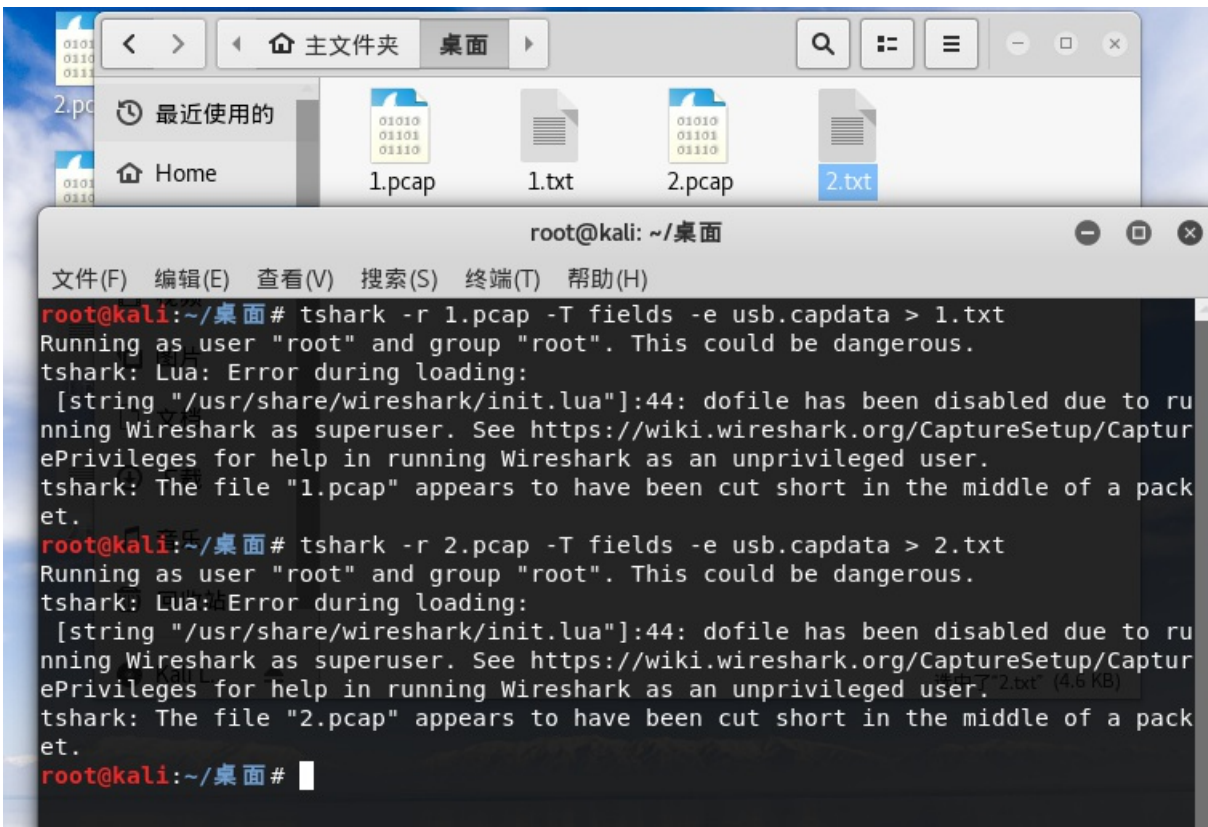 主文件夹 桌面
2.pc
最近使用的
Home
1.pcap 1.txt 2.pcap 2.txt
root@kali: ~/桌面
文件(F) 编辑(E) 查看(V) 搜索(S) 终端(T) 帮助(H)
root@kali:~/桌面# tshark -r 1.pcap -T fields -e usb.capdata > 1.txt
Running as user "root" and group "root". This could be dangerous.
tshark: Lua: Error during loading:
 [string "/usr/share/wireshark/init.lua"]:44: dofile has been disabled due to ru
nning Wireshark as superuser. See https://wiki.wireshark.org/CaptureSetup/Captur
ePrivileges for help in running Wireshark as an unprivileged user.
tshark: The file "1.pcap" appears to have been cut short in the middle of a pack
et.
root@kali:~/桌面# tshark -r 2.pcap -T fields -e usb.capdata > 2.txt
Running as user "root" and group "root". This could be dangerous.
tshark: Lua: Error during loading:
 [string "/usr/share/wireshark/init.lua"]:44: dofile has been disabled due to ru
nning Wireshark as superuser. See https://wiki.wireshark.org/CaptureSetup/Captur
ePrivileges for help in running Wireshark as an unprivileged user.
选中了"2.txt" (4.6 KB)
tshark: The file "2.pcap" appears to have been cut short in the middle of a pack
et.
root@kali:~/桌面#